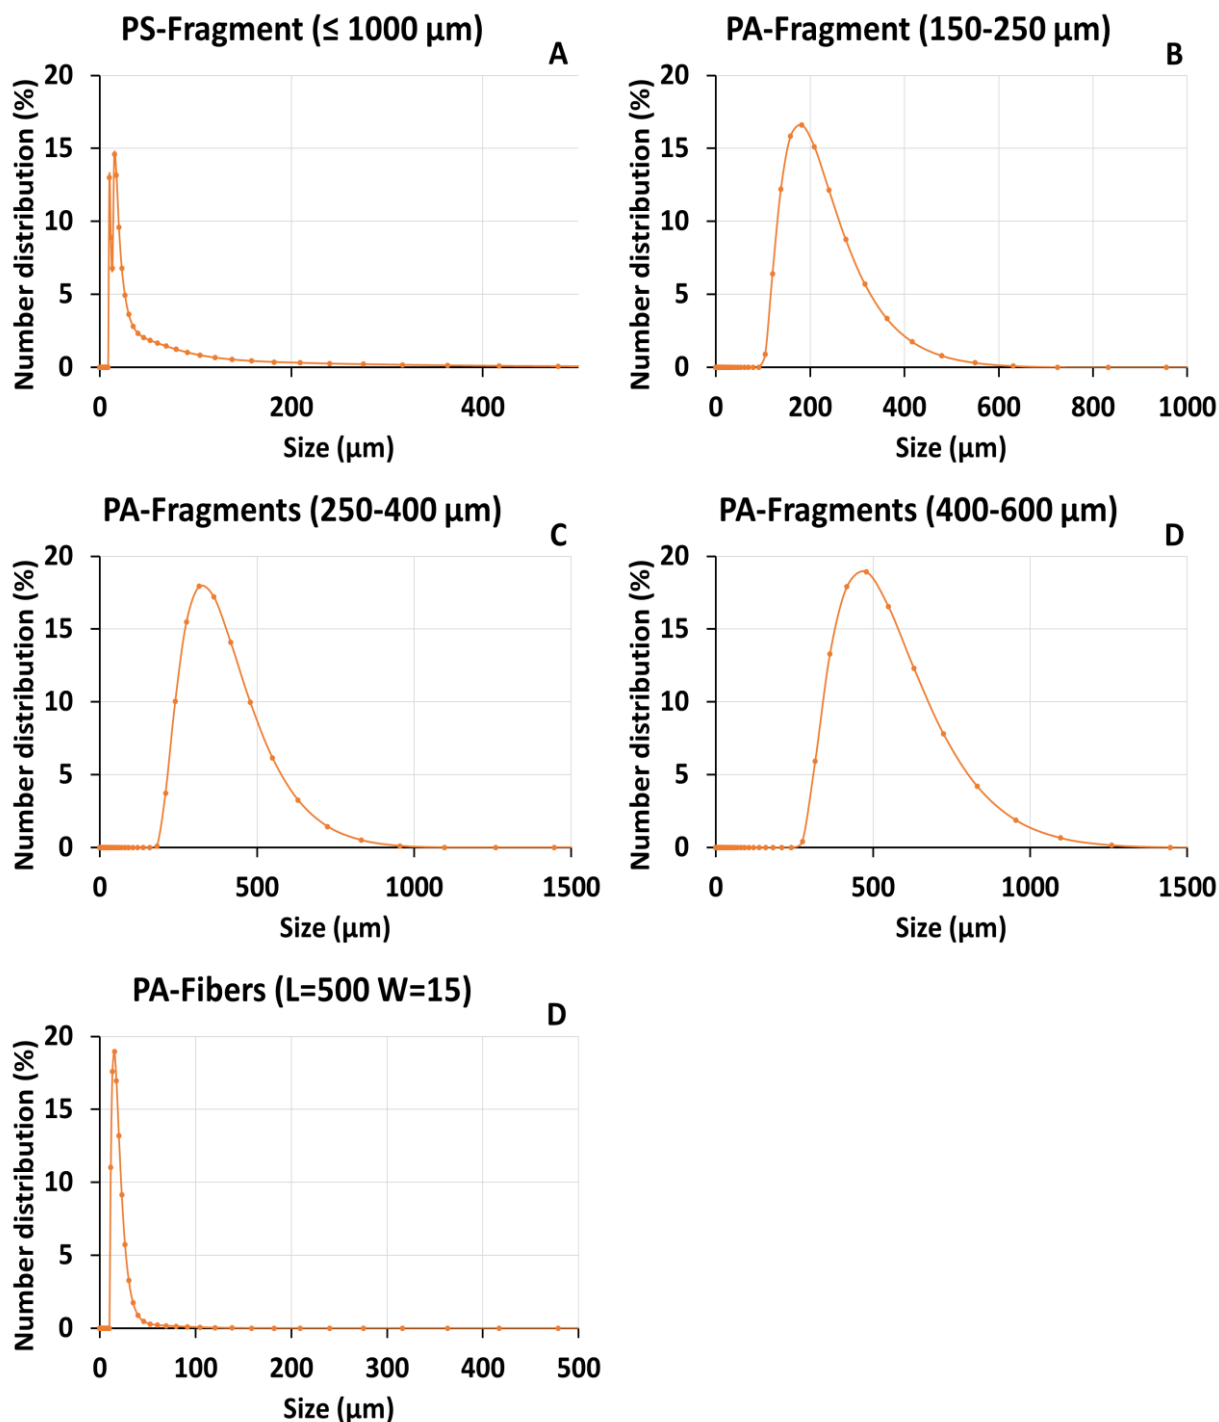 PS-Fragment (≤ 1000 µm)
A
Number distribution (%)
20
15
10
5
0
0 200 400
Size (µm)
PA-Fragment (150-250 µm)
B
Number distribution (%)
20
15
10
5
0
0 200 400 600 800 1000
Size (µm)
PA-Fragments (250-400 µm)
C
Number distribution (%)
20
15
10
5
0
0 500 1000 1500
Size (µm)
PA-Fragments (400-600 µm)
D
Number distribution (%)
20
15
10
5
0
0 500 1000 1500
Size (µm)
PA-Fibers (L=500 W=15)
D
Number distribution (%)
20
15
10
5
0
0 100 200 300 400 500
Size (µm)